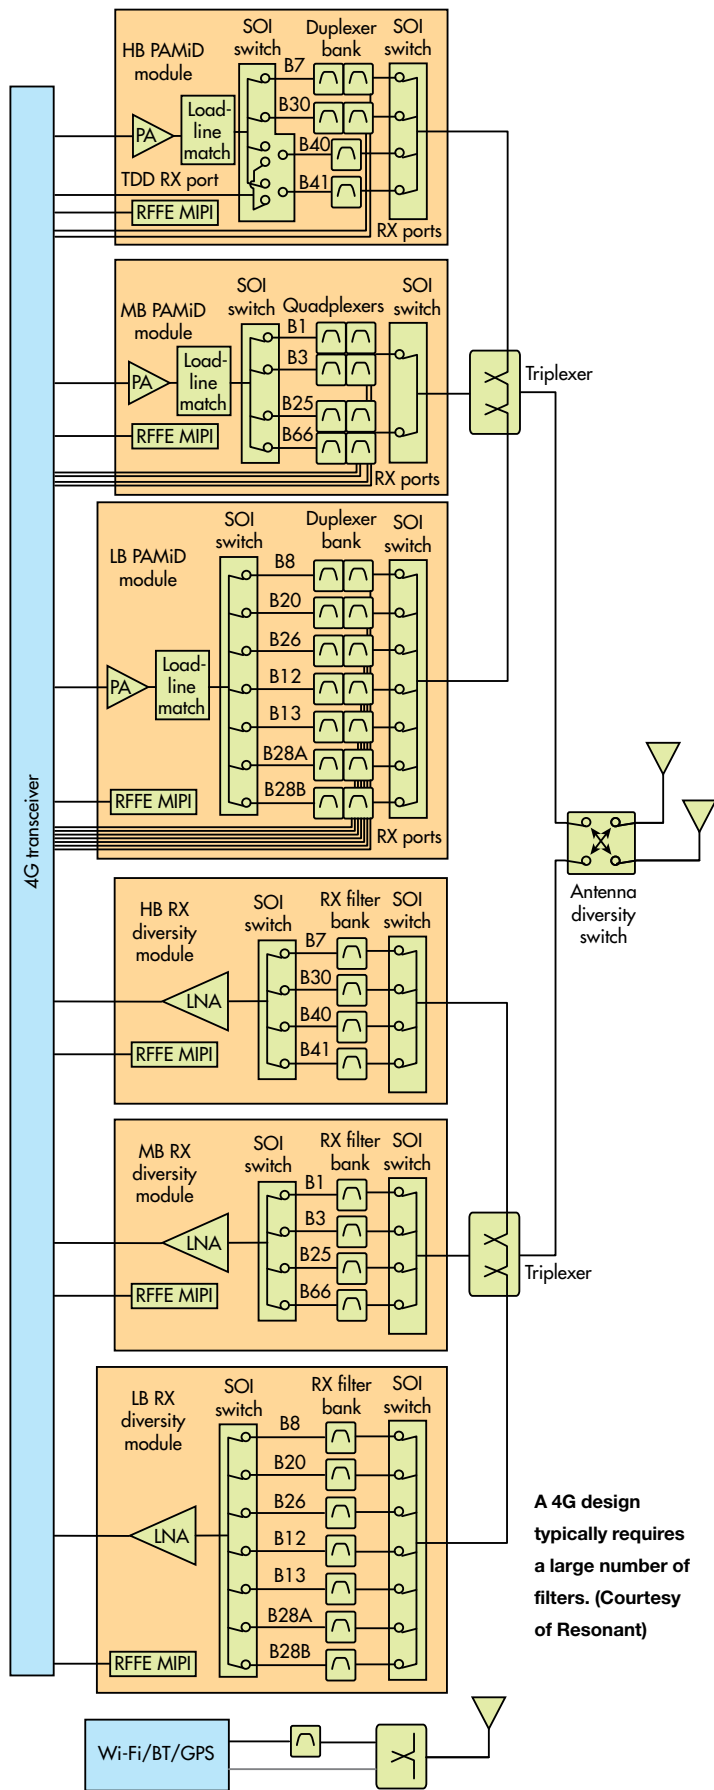 HB PAMiD
module
SOI
switch
Duplexer
bank
SOI
switch
B7
B30
B40
B41
PA
Load-
line
match
TDD RX port
RFFE MIPI
RX ports
MB PAMiD
module
SOI
switch
Quadplexers
SOI
switch
B1
B3
B25
B66
PA
Load-
line
match
RFFE MIPI
RX ports
Triplexer
LB PAMiD
module
SOI
switch
Duplexer
bank
SOI
switch
B8
B20
B26
B12
B13
B28A
B28B
PA
Load-
line
match
RFFE MIPI
RX ports
4G transceiver
Antenna
diversity
switch
HB RX
diversity
module
SOI
switch
RX filter
bank
SOI
switch
B7
B30
B40
B41
LNA
RFFE MIPI
MB RX
diversity
module
SOI
switch
RX filter
bank
SOI
switch
B1
B3
B25
B66
LNA
RFFE MIPI
Triplexer
LB RX
diversity
module
SOI
switch
RX filter
bank
SOI
switch
B8
B20
B26
B12
B13
B28A
B28B
LNA
RFFE MIPI
A 4G design
typically requires
a large number of
filters. (Courtesy
of Resonant)
Wi-Fi/BT/GPS